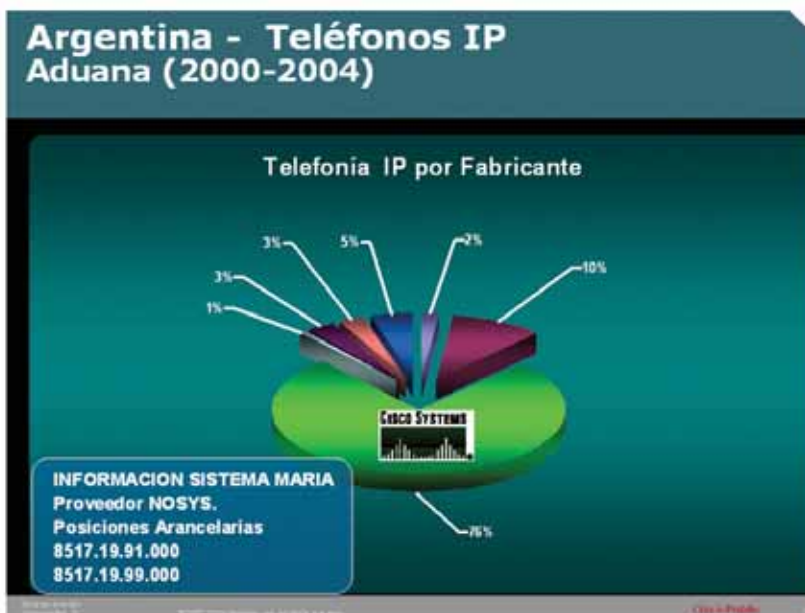 Argentina - Teléfonos IP
Aduana (2000-2004)
Telefonía IP por Fabricante
3%
5%
2%
10%
3%
1%
CISCO SYSTEMS
76%
INFORMACION SISTEMA MARIA
Proveedor NOSYS.
Posiciones Arancelarias
8517.19.91.000
8517.19.99.000